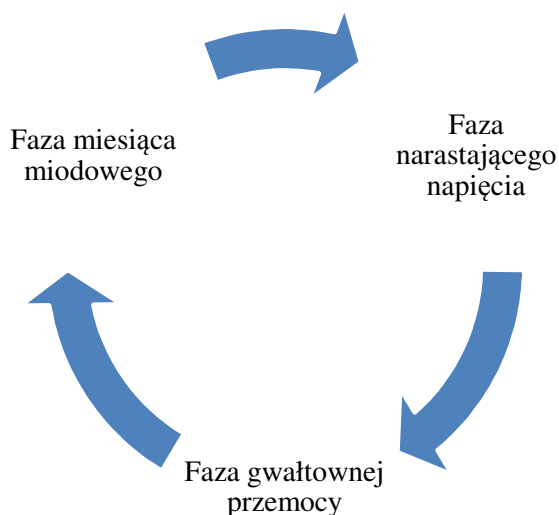 Faza miesiąca
miodowego
Faza
narastającego
napięcia
Faza gwałtownej
przemocy